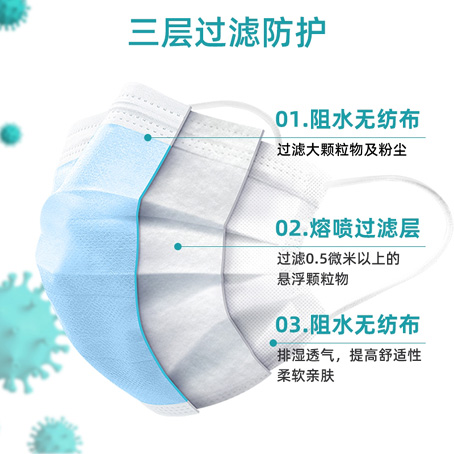 三层过滤防护
01.阻水无纺布
过滤大颗粒物及粉尘
02.熔喷过滤层
过滤0.5微米以上的
悬浮颗粒物
03.阻水无纺布
排湿透气，提高舒适性
柔软亲肤